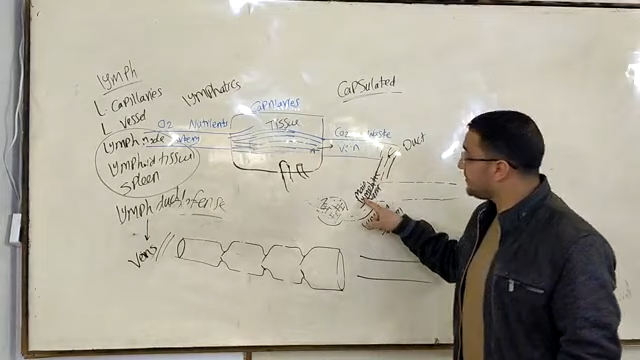 Lymph
L. Capillaries
L. Vessel
Lymph node
Lymphoid tissue
Spleen
Lymph duct
Veins
Lymphatics
Capillaries
Tissue
O2 Nutrients
Artery
Defense
Capsulated
CO2 waste
Vein
Duct